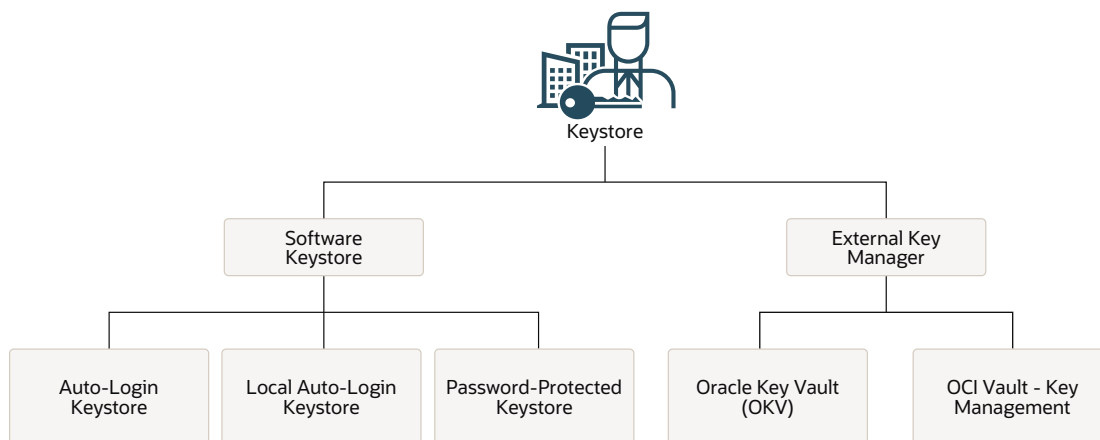 Keystore
Software
Keystore
External Key
Manager
Auto-Login
Keystore
Local Auto-Login
Keystore
Password-Protected
Keystore
Oracle Key Vault
(OKV)
OCI Vault - Key
Management